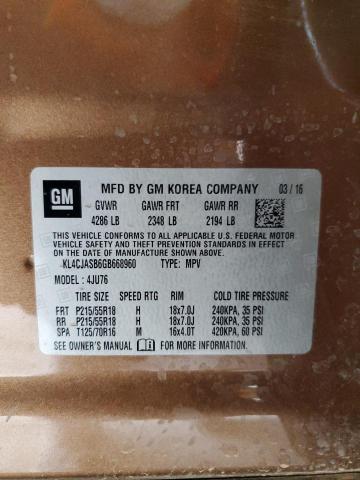 GM
MFD BY GM KOREA COMPANY 03 / 16
GVWR GAWR FRT GAWR RR
4286 LB 2348 LB 2194 LB
THIS VEHICLE CONFORMS TO ALL APPLICABLE
U.S. FEDERAL MOTOR
VEHICLE SAFETY AND THEFT PREVENTION STANDARDS IN EFFECT
ON THE DATE OF MANUFACTURE SHOWN ABOVE.
KL4CJASB6GB668960 TYPE: MPV
MODEL : 4JU76
TIRE SIZE SPEED RTG RIM COLD TIRE PRESSURE
FRT P215/55R18 H 18x7.0J 240KPA, 35 PSI
RR P215/55R18 H 18x7.0J 240KPA, 35 PSI
SPA T125/70R16 M 16x4.0T 420KPA, 60 PSI
SEE OWNER'S MANUAL FOR MORE INFORMATION.